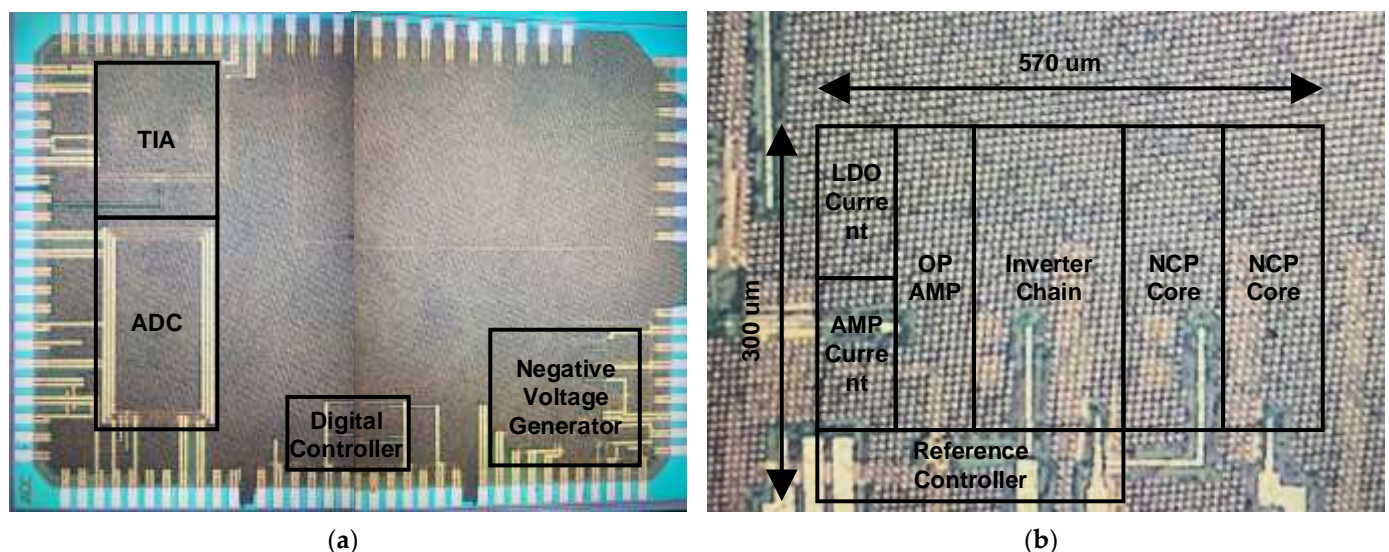 TIA
ADC
Digital
Controller
Negative
Voltage
Generator
(a)
570 um
300 um
LDO
Curre
nt
AMP
Curre
nt
OP
AMP
Inverter
Chain
NCP
Core
NCP
Core
Reference
Controller
(b)